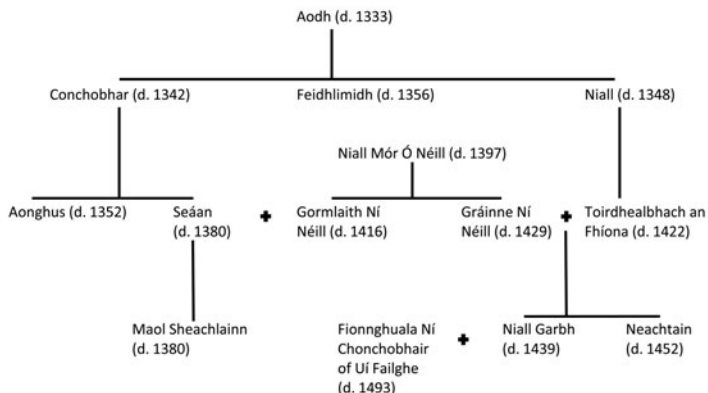 Aodh (d. 1333)
Conchobhar (d. 1342)
Feidhlimidh (d. 1356)
Niall (d. 1348)
Niall Mór Ó Néill (d. 1397)
Aonghus (d. 1352)
Seáan
(d. 1380)
Gormlaith Ní
Néill (d. 1416)
Gráinne Ní
Néill (d. 1429)
Toirdhealbhach an
Fhíona (d. 1422)
Maol Sheachlainn
(d. 1380)
Fionnghuala Ní
Chonchobhair
of Uí Failghe
(d. 1493)
Niall Garbh
(d. 1439)
Neachtain
(d. 1452)